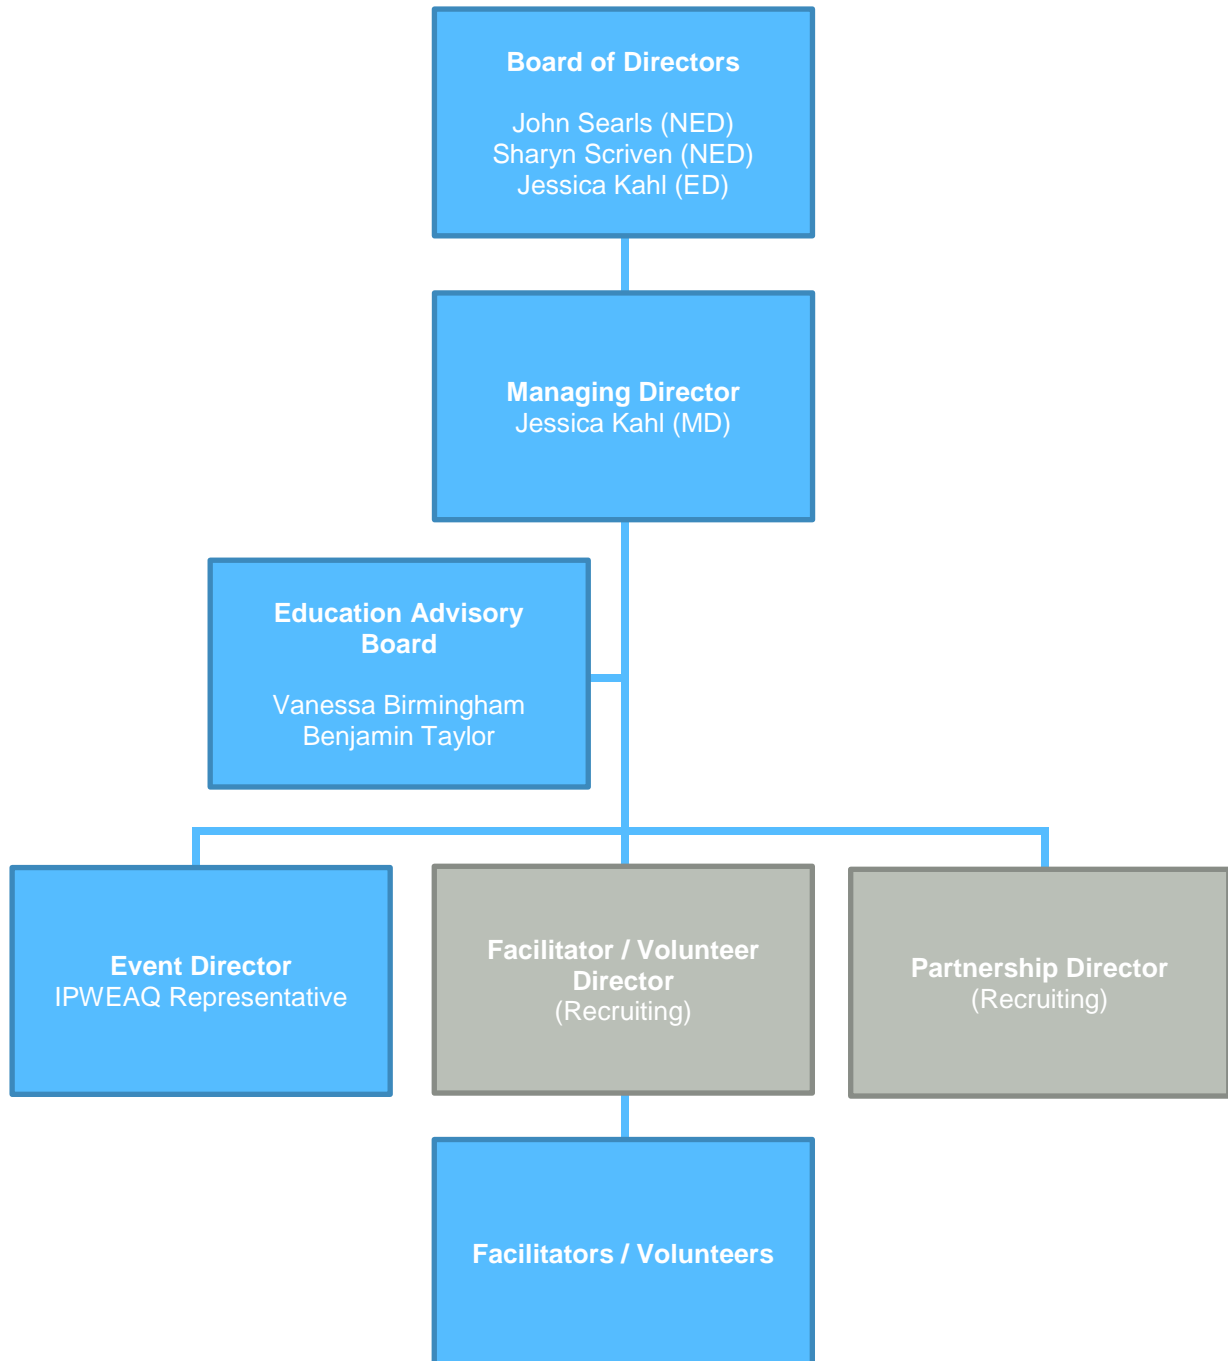 Board of Directors
John Searls (NED)
Sharyn Scriven (NED)
Jessica Kahl (ED)
Managing Director
Jessica Kahl (MD)
Education Advisory
Board
Vanessa Birmingham
Benjamin Taylor
Event Director
IPWEAQ Representative
Facilitator / Volunteer
Director
(Recruiting)
Partnership Director
(Recruiting)
Facilitators / Volunteers